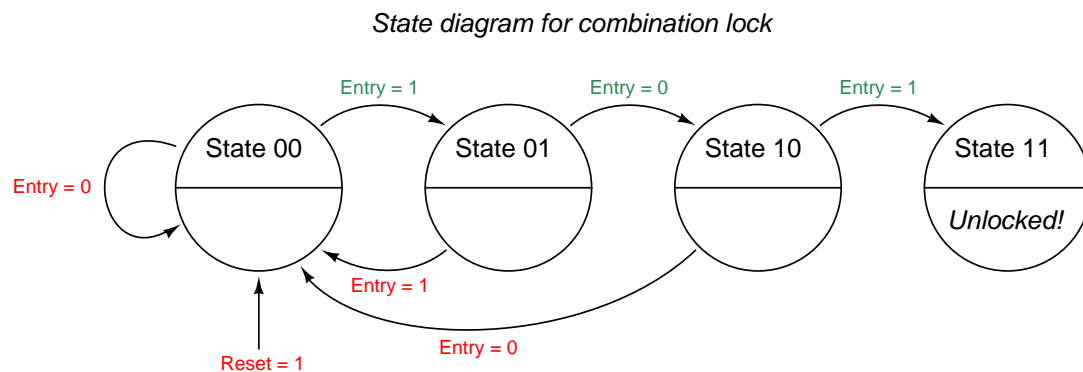 State diagram for combination lock
Entry = 1
Entry = 0
Entry = 1
State 00
State 01
State 10
State 11
Entry = 0
Unlocked!
Entry = 1
Entry = 0
Reset = 1